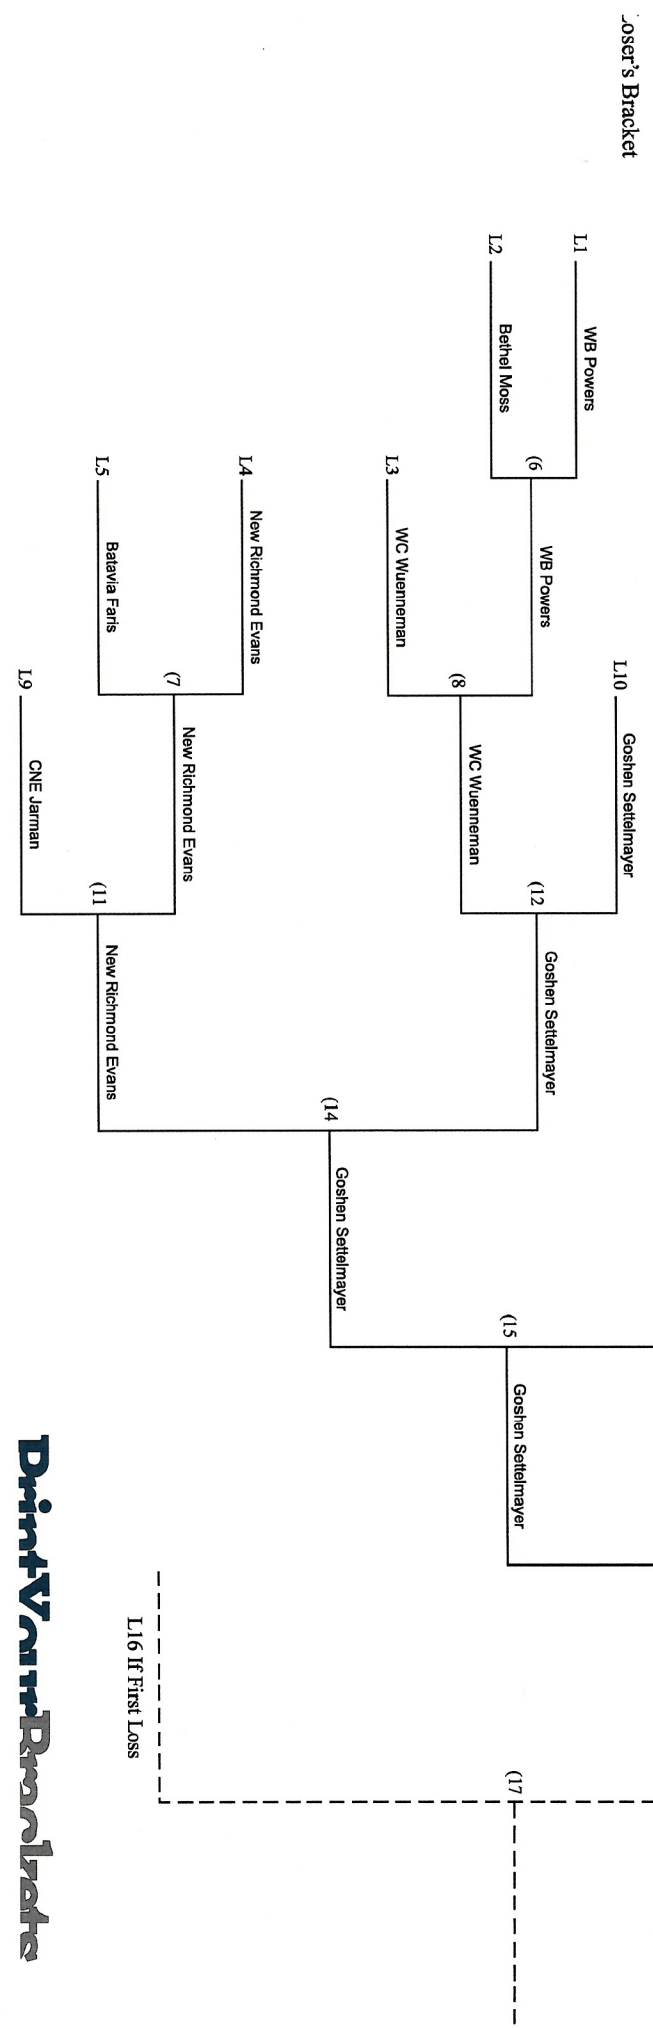 oser's Bracket
L10
Goshen Settelmayer
L1
WB Powers
(6
WB Powers
L2
Bethel Moss
(12
Goshen Settelmayer
(8
WC Wuenneman
L3
WC Wuenneman
(15
Goshen Settelmayer
(17
(14
Goshen Settelmayer
L4
New Richmond Evans
(7
New Richmond Evans
L5
Batavia Faris
(11
New Richmond Evans
L9
CNE Jarman
L16 If First Loss
PrintYourBrackets